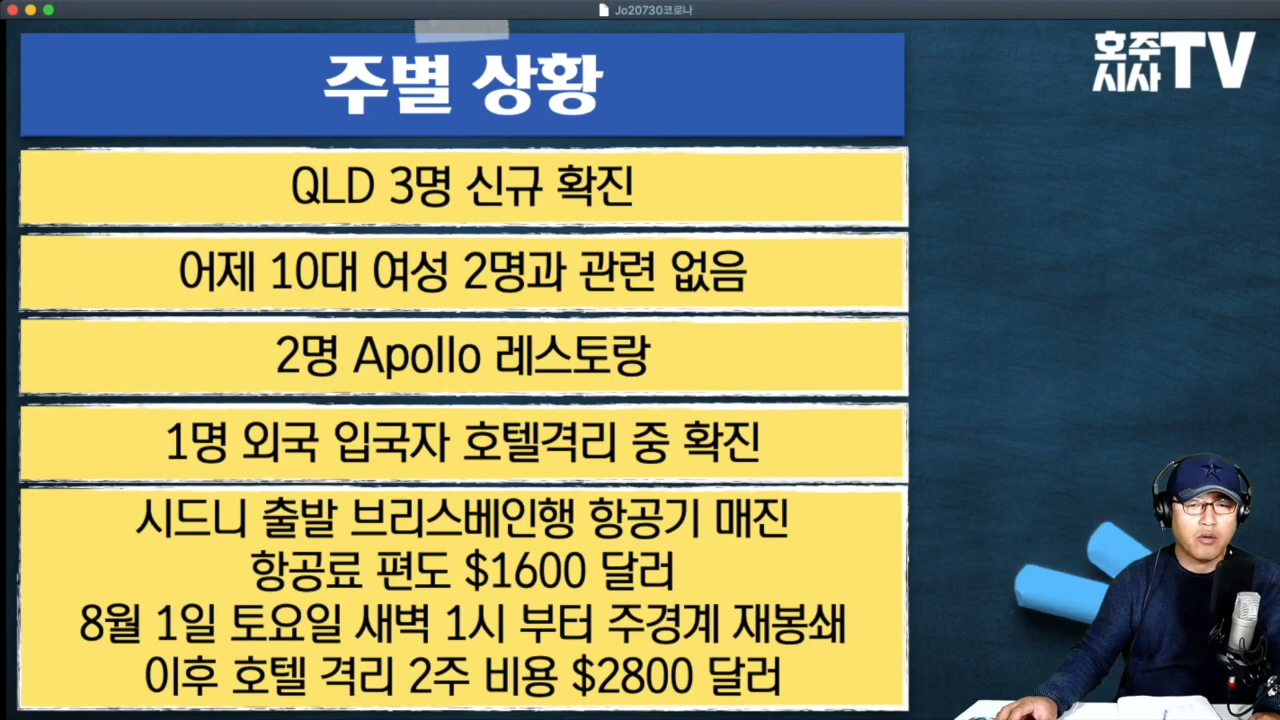 Jo20730코로나
호주
시사
TV
주별 상황
QLD 3명 신규 확진
어제 10대 여성 2명과 관련 없음
2명 Apollo 레스토랑
1명 외국 입국자 호텔격리 중 확진
시드니 출발 브리스베인행 항공기 매진
항공료 편도 $1600 달러
8월 1일 토요일 새벽 1시 부터 주경계 재봉쇄
이후 호텔 격리 2주 비용 $2800 달러